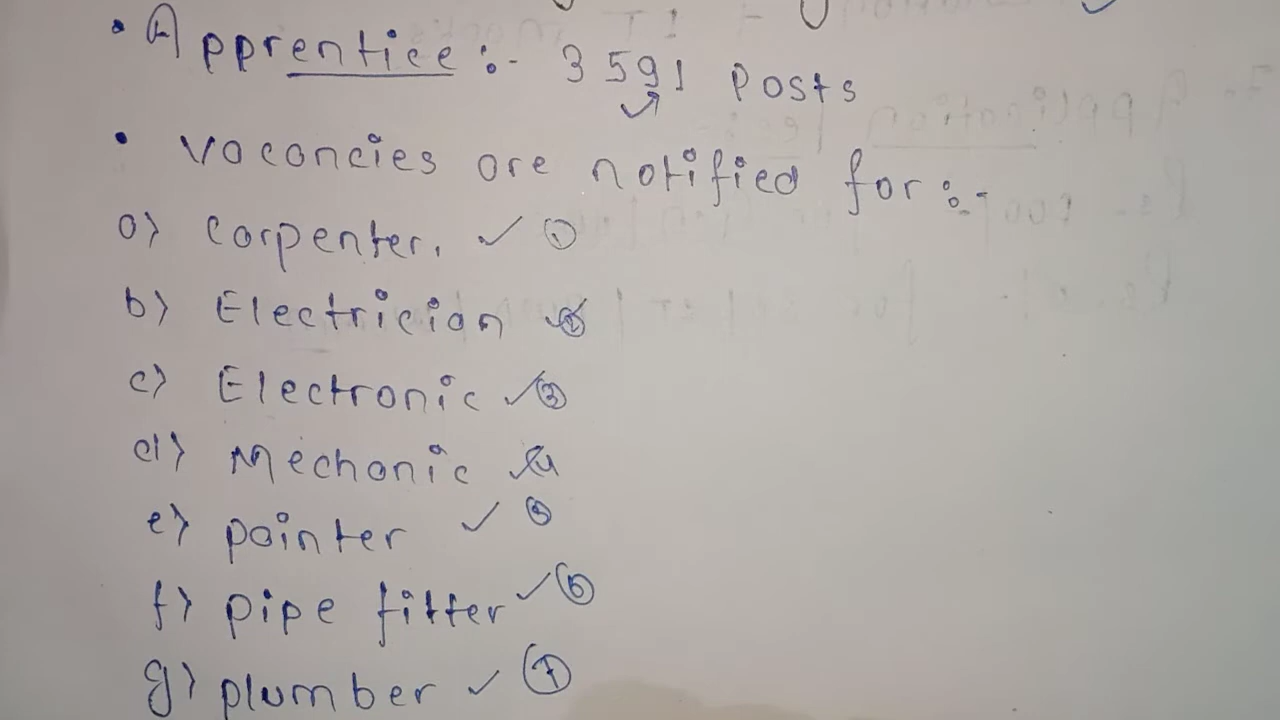 • Apprentice :- 3591 posts
• vacancies are notified for :-
a) carpenter. ✓ ①
b) Electrician ✓ ②
c) Electronic ✓ ③
d) Mechanic ✓ 4
e) painter ✓ ⑤
f) pipe fitter ✓ ⑥
g) plumber ✓ ⑦